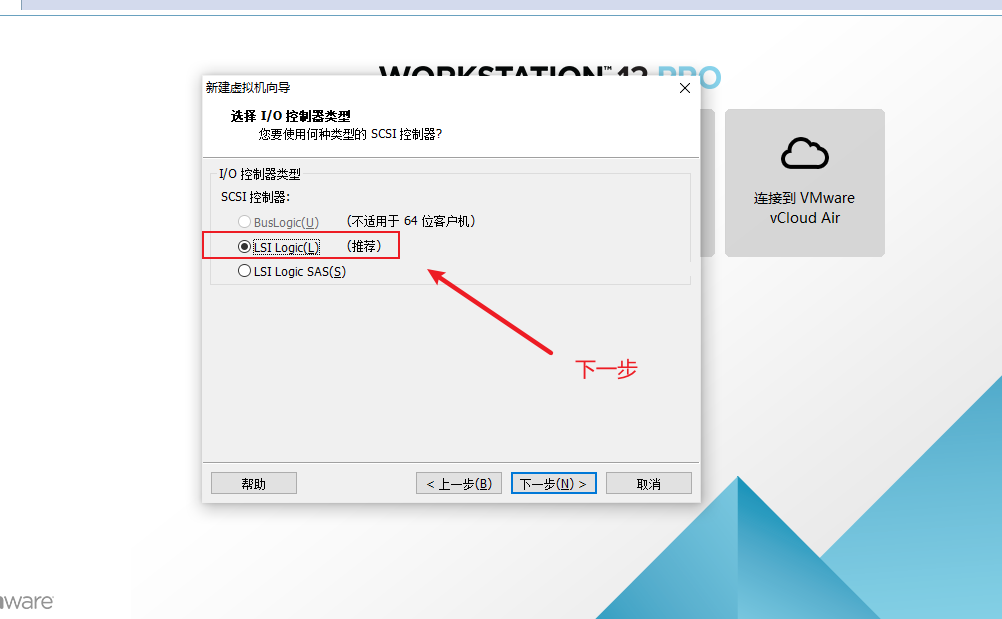 WORKSTATION™ 12 PRO
新建虚拟机向导
选择 I/O 控制器类型
您要使用何种类型的 SCSI 控制器?
I/O 控制器类型
SCSI 控制器:
BusLogic(U) (不适用于 64 位客户机)
LSI Logic(L) (推荐)
LSI Logic SAS(S)
下一步
连接到 VMware
vCloud Air
帮助
< 上一步(B)
下一步(N) >
取消
ware